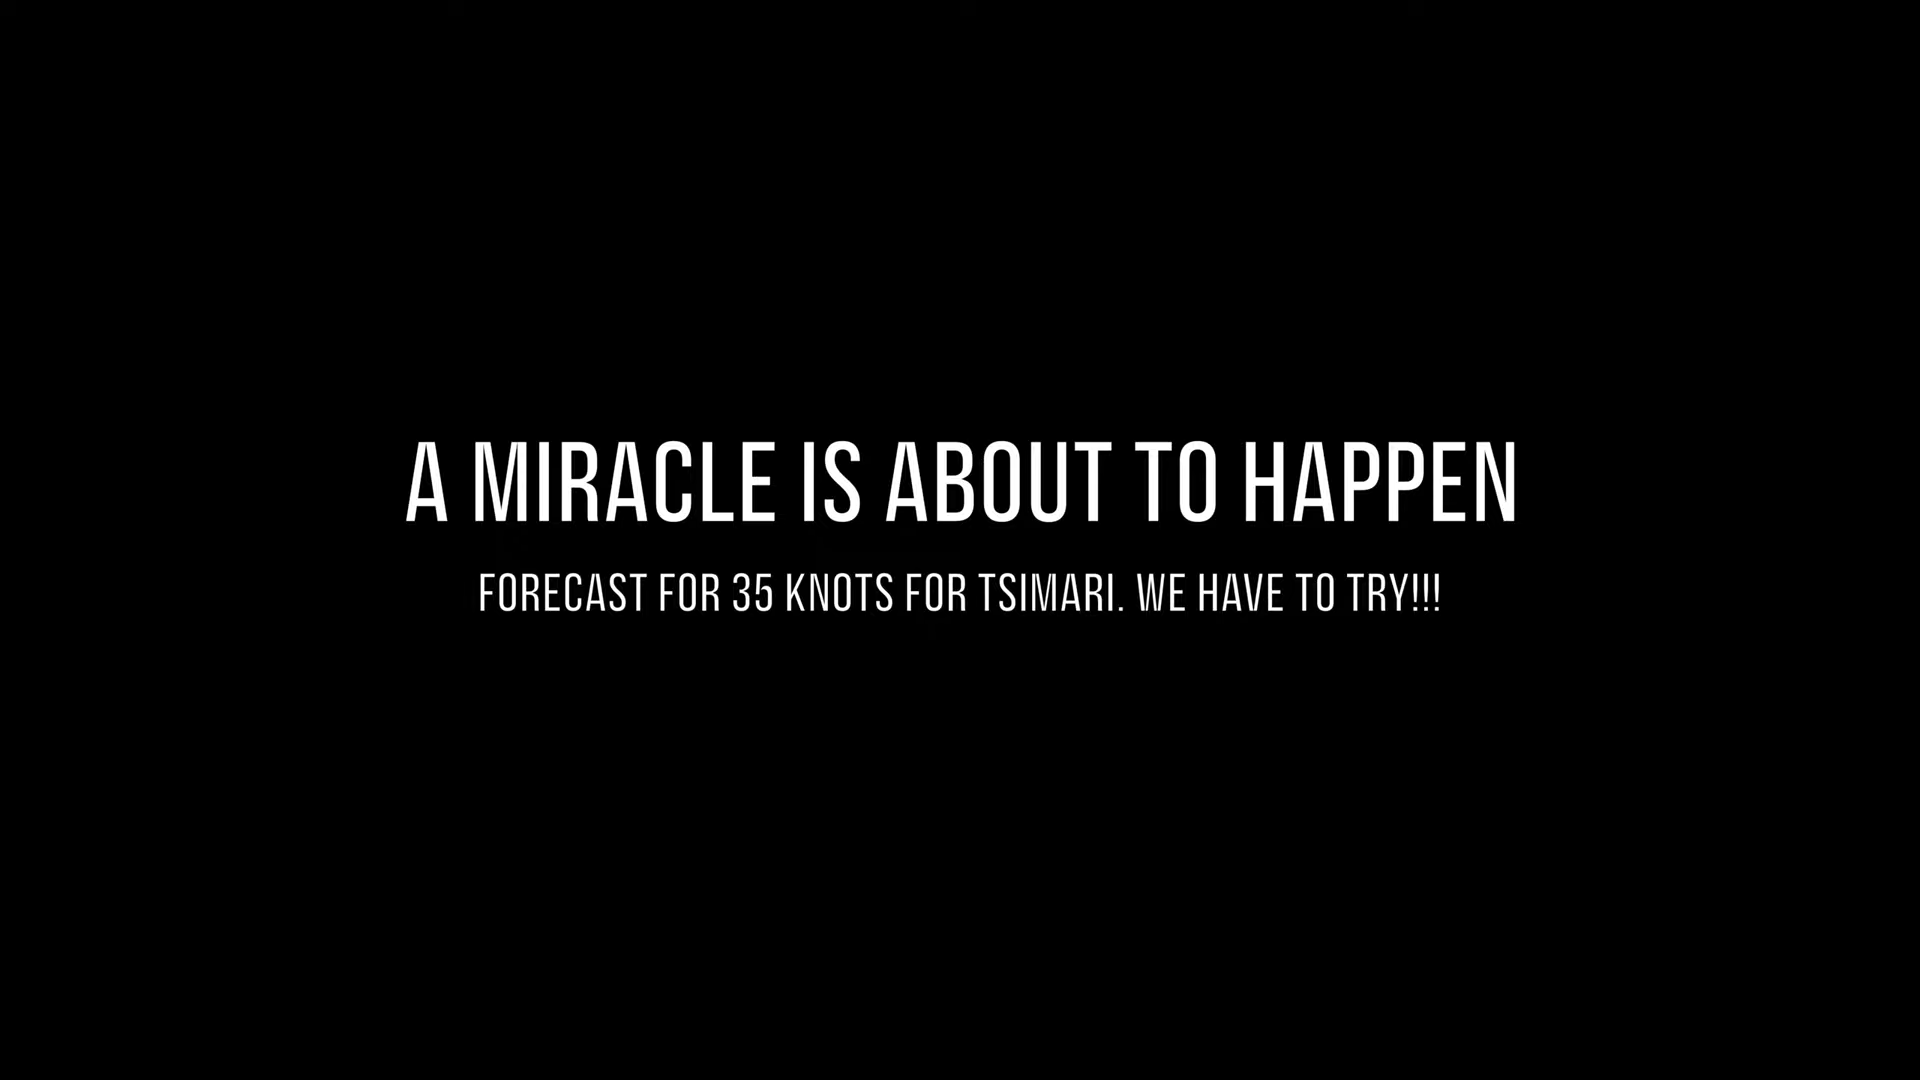 A MIRACLE IS ABOUT TO HAPPEN
FORECAST FOR 35 KNOTS FOR TSIMARI. WE HAVE TO TRY!!!